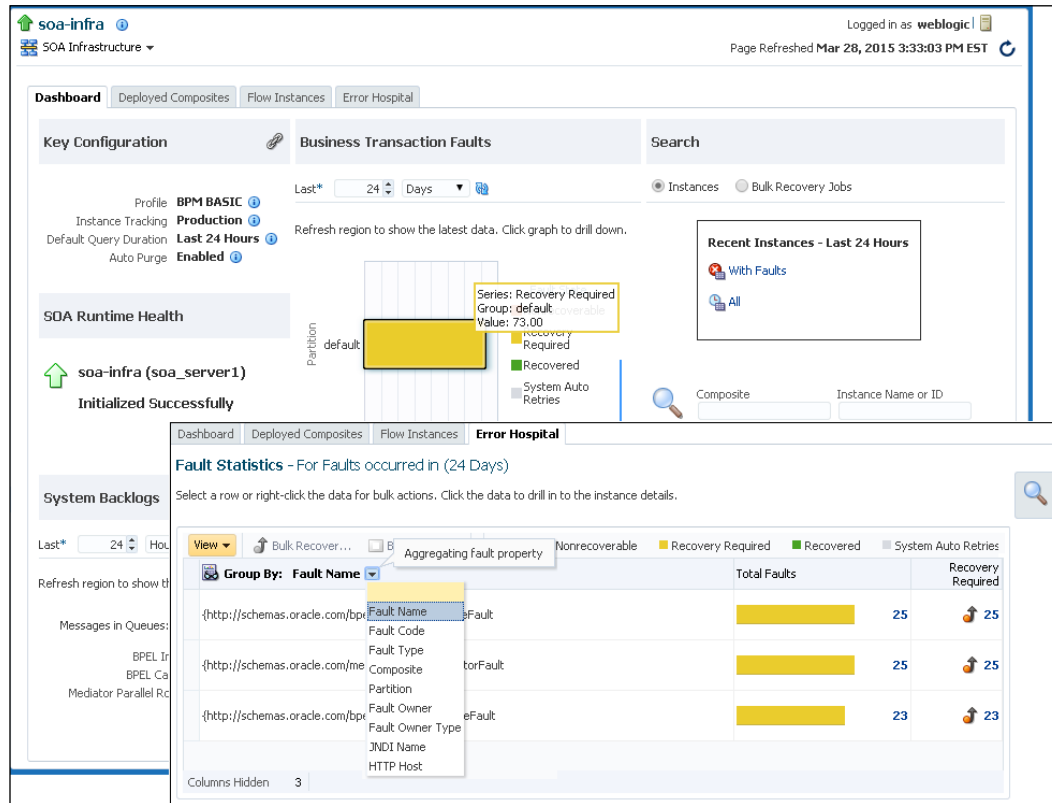 soa-infra
Logged in as weblogic
SOA Infrastructure
Page Refreshed Mar 28, 2015 3:33:03 PM EST
Dashboard Deployed Composites Flow Instances Error Hospital
Key Configuration
Profile BPM BASIC
Instance Tracking Production
Default Query Duration Last 24 Hours
Auto Purge Enabled
SOA Runtime Health
soa-infra (soa_server1)
Initialized Successfully
System Backlogs
Last* 24 Hou
Refresh region to show th
Messages in Queues:
BPEL Ir
BPEL Ca
Mediator Parallel Ro
Business Transaction Faults
Last* 24 Days
Refresh region to show the latest data. Click graph to drill down.
Partition
default
Series: Recovery Required
Group: default
Value: 73.00
Recovery
Required
Recovered
System Auto
Retries
Search
Instances Bulk Recovery Jobs
Recent Instances - Last 24 Hours
With Faults
All
Composite Instance Name or ID
Dashboard Deployed Composites Flow Instances Error Hospital
Fault Statistics - For Faults occurred in (24 Days)
Select a row or right-click the data for bulk actions. Click the data to drill in to the instance details.
View Bulk Recover... B Nonrecoverable Recovery Required Recovered System Auto Retries
Aggregating fault property
Group By: Fault Name Total Faults Recovery Required
{http://schemas.oracle.com/bpe eFault 25 25
{http://schemas.oracle.com/me torFault 25 25
{http://schemas.oracle.com/bpe eFault 23 23
Fault Name
Fault Code
Fault Type
Composite
Partition
Fault Owner
Fault Owner Type
JNDI Name
HTTP Host
Columns Hidden 3